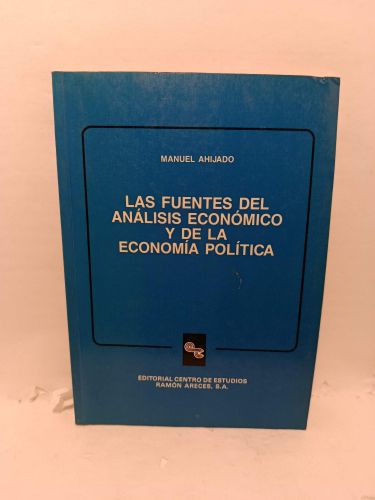 MANUEL AHIJADO
LAS FUENTES DEL
ANÁLISIS ECONÓMICO
Y DE LA
ECONOMÍA POLÍTICA
EDITORIAL CENTRO DE ESTUDIOS
RAMÓN ARECES, S.A.